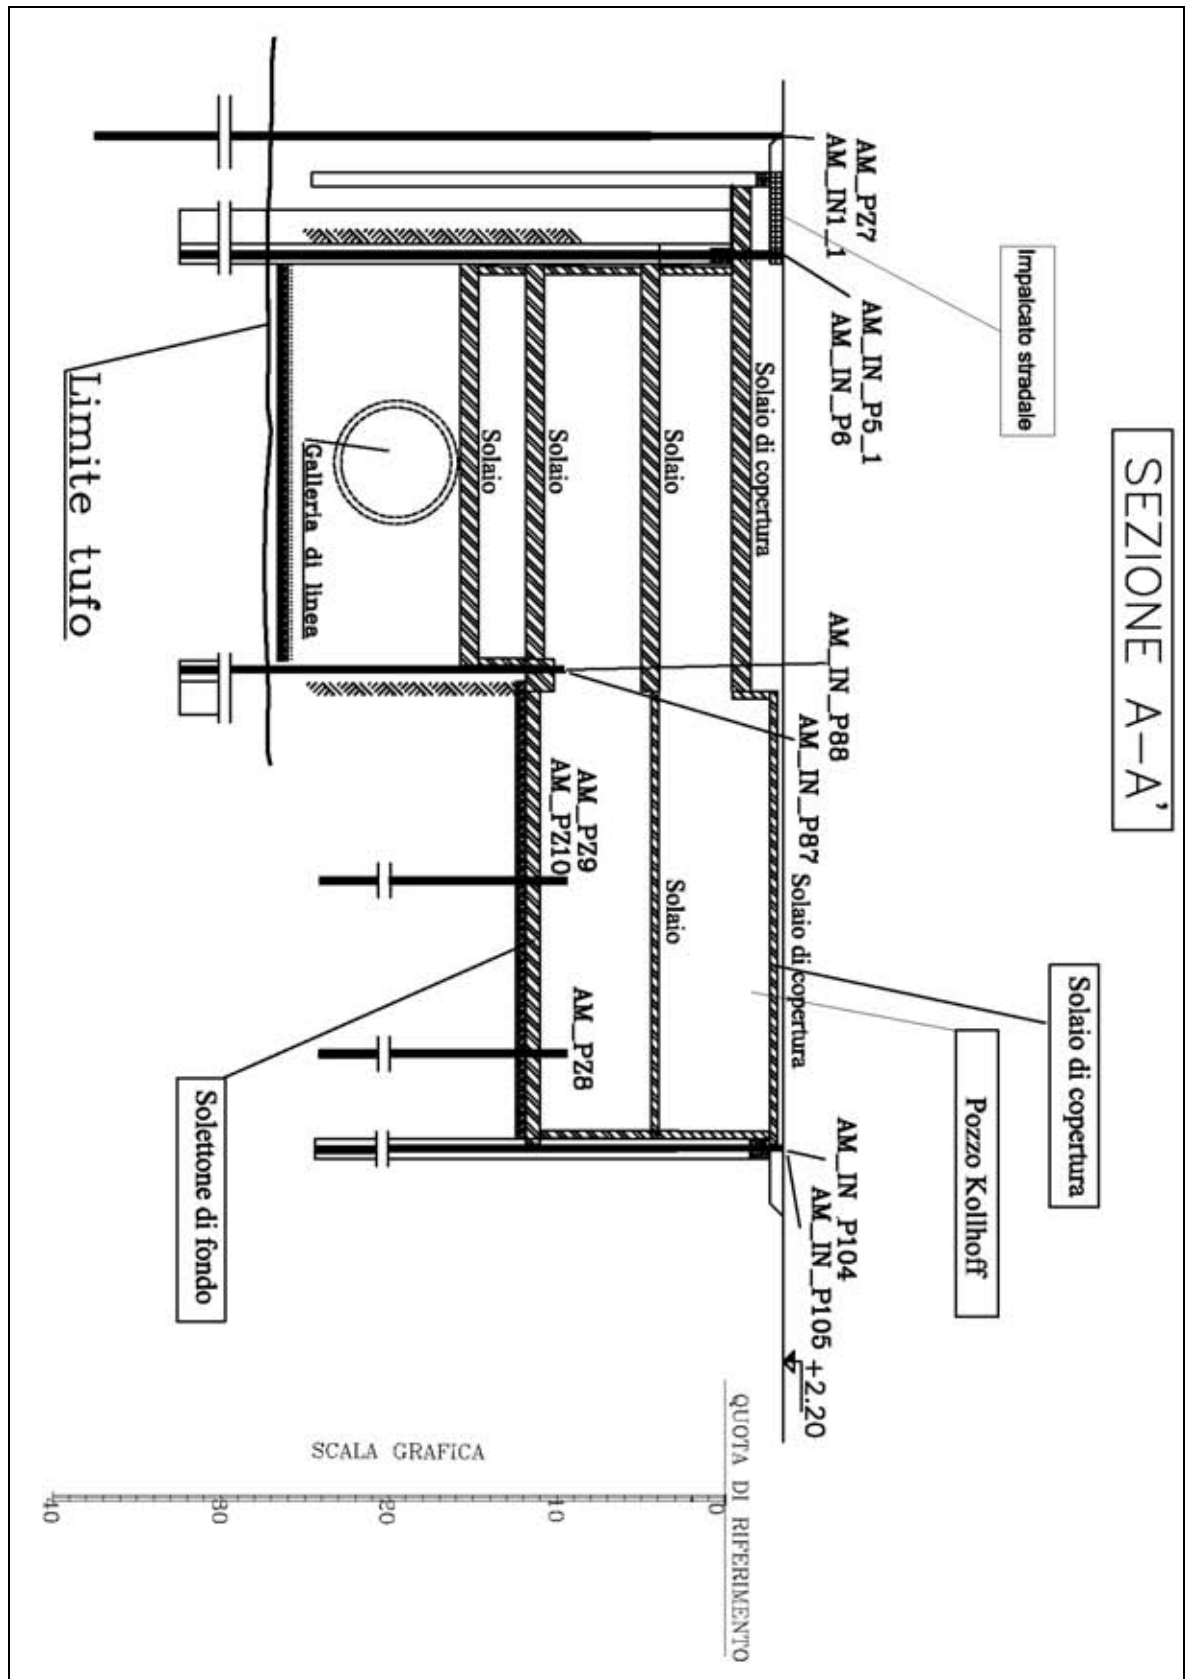 SEZIONE A-A'
Impalcato stradale
Solaio di copertura
Pozzo Kollhoff
AM_PZ7
AM_IN1_1
AM_IN_P5_1
AM_IN_P6
AM_IN_P88
AM_IN_P87
AM_IN_P104
AM_IN_P105
+2.20
Solaio di copertura
Solaio di copertura
QUOTA DI RIFERIMENTO
Solaio
Solaio
Solaio
Solaio
AM_PZ9
AM_PZ10
AM_PZ8
Galleria di linea
Limite tufo
Solettone di fondo
SCALA GRAFICA
0
10
20
30
40